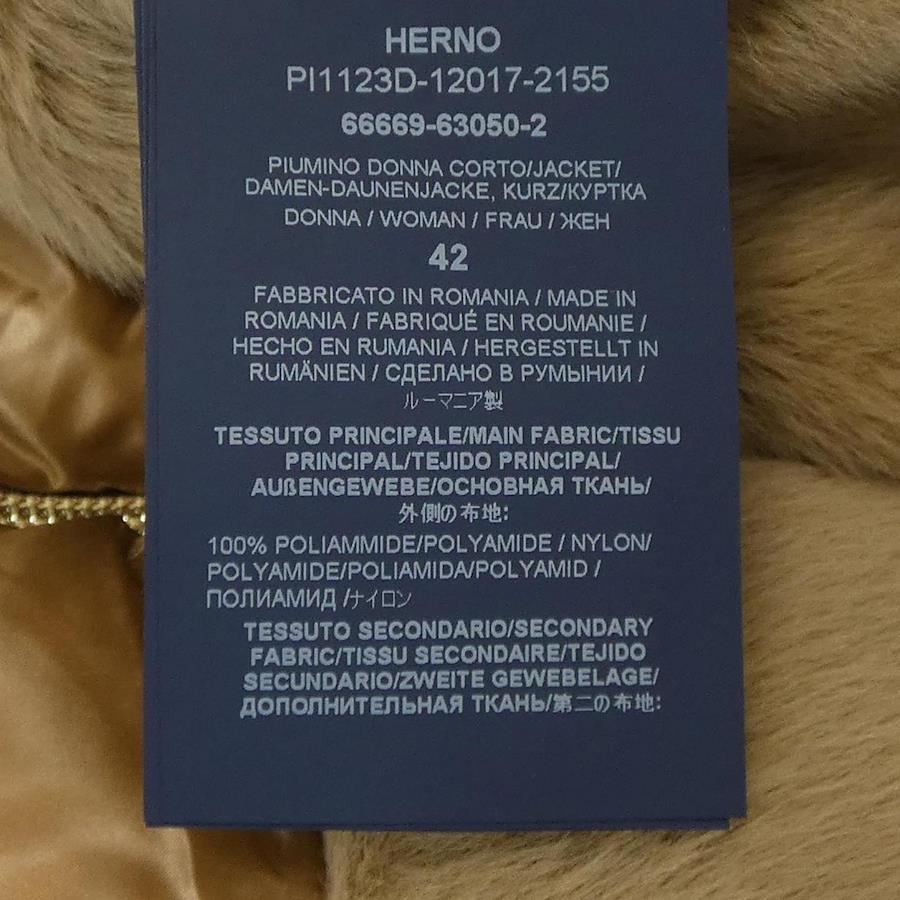 HERNO
PI1123D-12017-2155
66669-63050-2
PIUMINO DONNA CORTO/JACKET/
DAMEN-DAUNENJACKE, KURZ/КУРТКА
DONNA / WOMAN / FRAU / ЖЕН
42
FABBRICATO IN ROMANIA / MADE IN
ROMANIA / FABRIQUÉ EN ROUMANIE /
HECHO EN RUMANIA / HERGESTELLT IN
RUMÄNIEN / СДЕЛАНО В РУМЫНИИ /
ルーマニア製
TESSUTO PRINCIPALE/MAIN FABRIC/TISSU
PRINCIPAL/TEJIDO PRINCIPAL/
AUßENGEWEBE/ОСНОВНАЯ ТКАНЬ/
外側の布地:
100% POLIAMMIDE/POLYAMIDE / NYLON/
POLYAMIDE/POLIAMIDA/POLYAMID /
ПОЛИАМИД /ナイロン
TESSUTO SECONDARIO/SECONDARY
FABRIC/TISSU SECONDAIRE/TEJIDO
SECUNDARIO/ZWEITE GEWEBELAGE/
ДОПОЛНИТЕЛЬНАЯ ТКАНЬ/第二の布地: